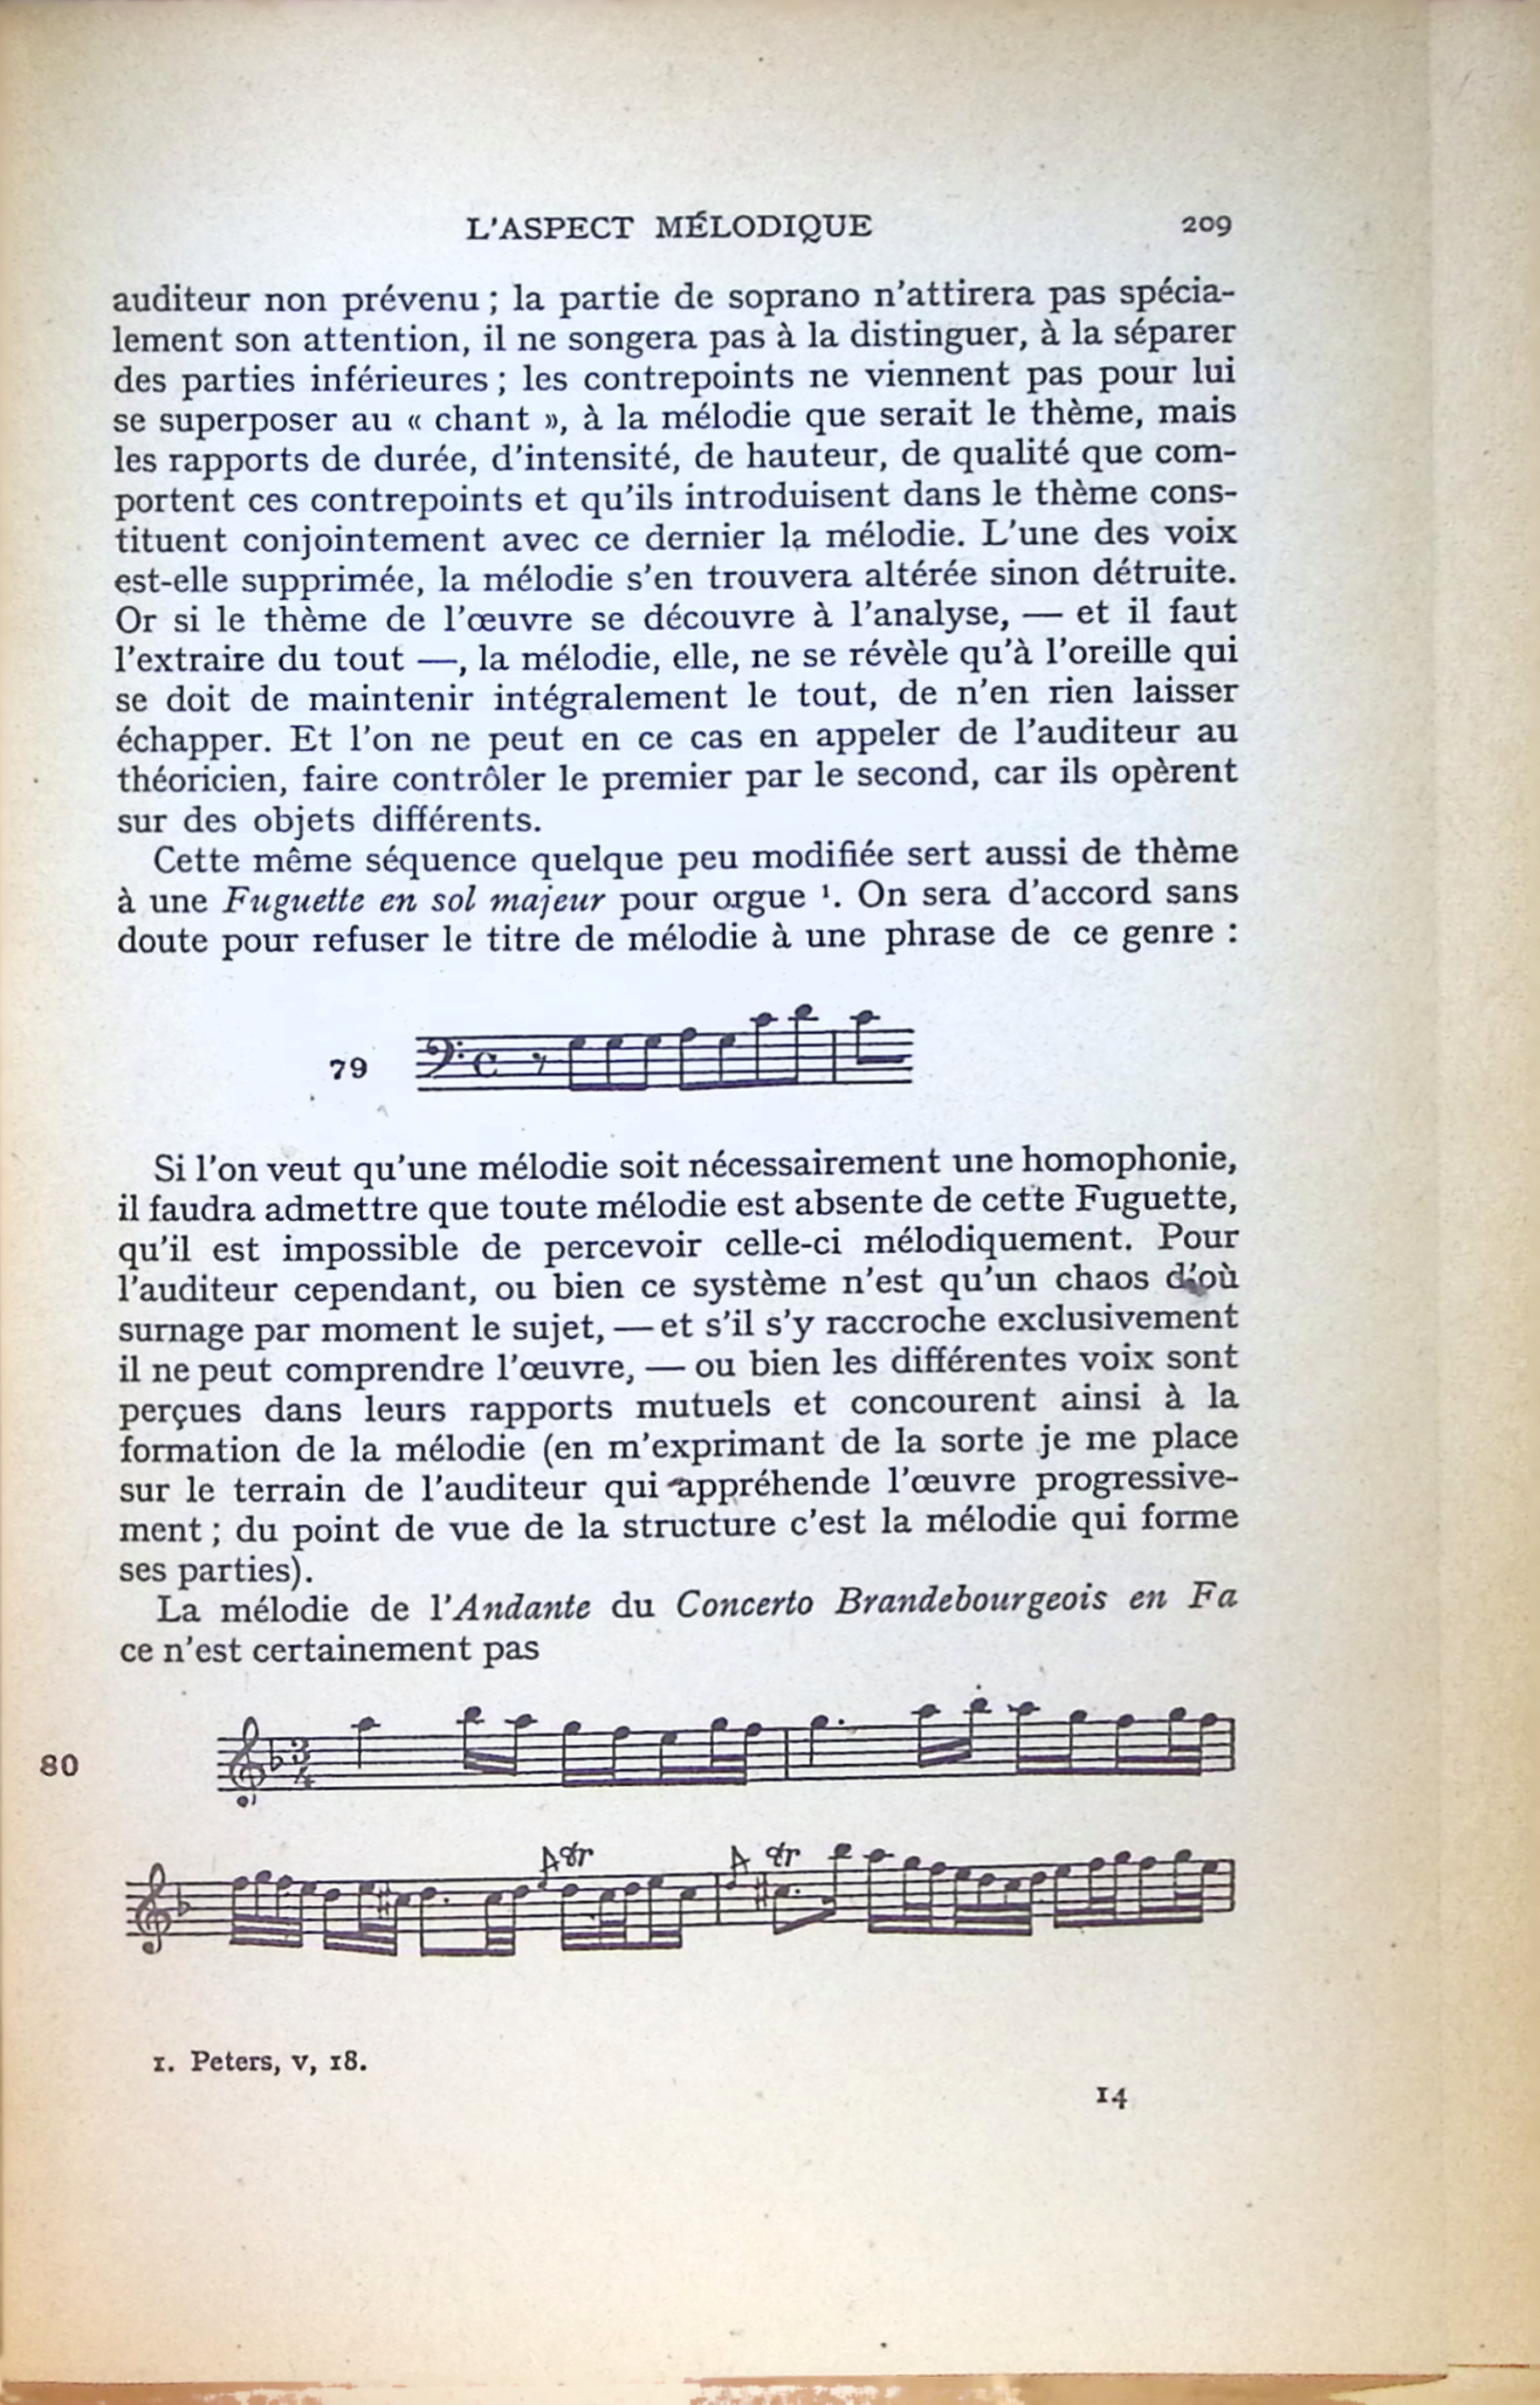 L'ASPECT MÉLODIQUE 209
auditeur non prévenu ; la partie de soprano n'attirera pas spécia-
lement son attention, il ne songera pas à la distinguer, à la séparer
des parties inférieures ; les contrepoints ne viennent pas pour lui
se superposer au « chant », à la mélodie que serait le thème, mais
les rapports de durée, d'intensité, de hauteur, de qualité que com-
portent ces contrepoints et qu'ils introduisent dans le thème cons-
tituent conjointement avec ce dernier la mélodie. L'une des voix
est-elle supprimée, la mélodie s'en trouvera altérée sinon détruite.
Or si le thème de l'œuvre se découvre à l'analyse, — et il faut
l'extraire du tout —, la mélodie, elle, ne se révèle qu'à l'oreille qui
se doit de maintenir intégralement le tout, de n'en rien laisser
échapper. Et l'on ne peut en ce cas en appeler de l'auditeur au
théoricien, faire contrôler le premier par le second, car ils opèrent
sur des objets différents.
Cette même séquence quelque peu modifiée sert aussi de thème
à une Fuguette en sol majeur pour orgue ¹. On sera d'accord sans
doute pour refuser le titre de mélodie à une phrase de ce genre :
79
Si l'on veut qu'une mélodie soit nécessairement une homophonie,
il faudra admettre que toute mélodie est absente de cette Fuguette,
qu'il est impossible de percevoir celle-ci mélodiquement. Pour
l'auditeur cependant, ou bien ce système n'est qu'un chaos d'où
surnage par moment le sujet, — et s'il s'y raccroche exclusivement
il ne peut comprendre l'œuvre, — ou bien les différentes voix sont
perçues dans leurs rapports mutuels et concourent ainsi à la
formation de la mélodie (en m'exprimant de la sorte je me place
sur le terrain de l'auditeur qui appréhende l'œuvre progressive-
ment ; du point de vue de la structure c'est la mélodie qui forme
ses parties).
La mélodie de l'Andante du Concerto Brandebourgeois en Fa
ce n'est certainement pas
80
3
4
tr tr
1. Peters, v, 18.
14